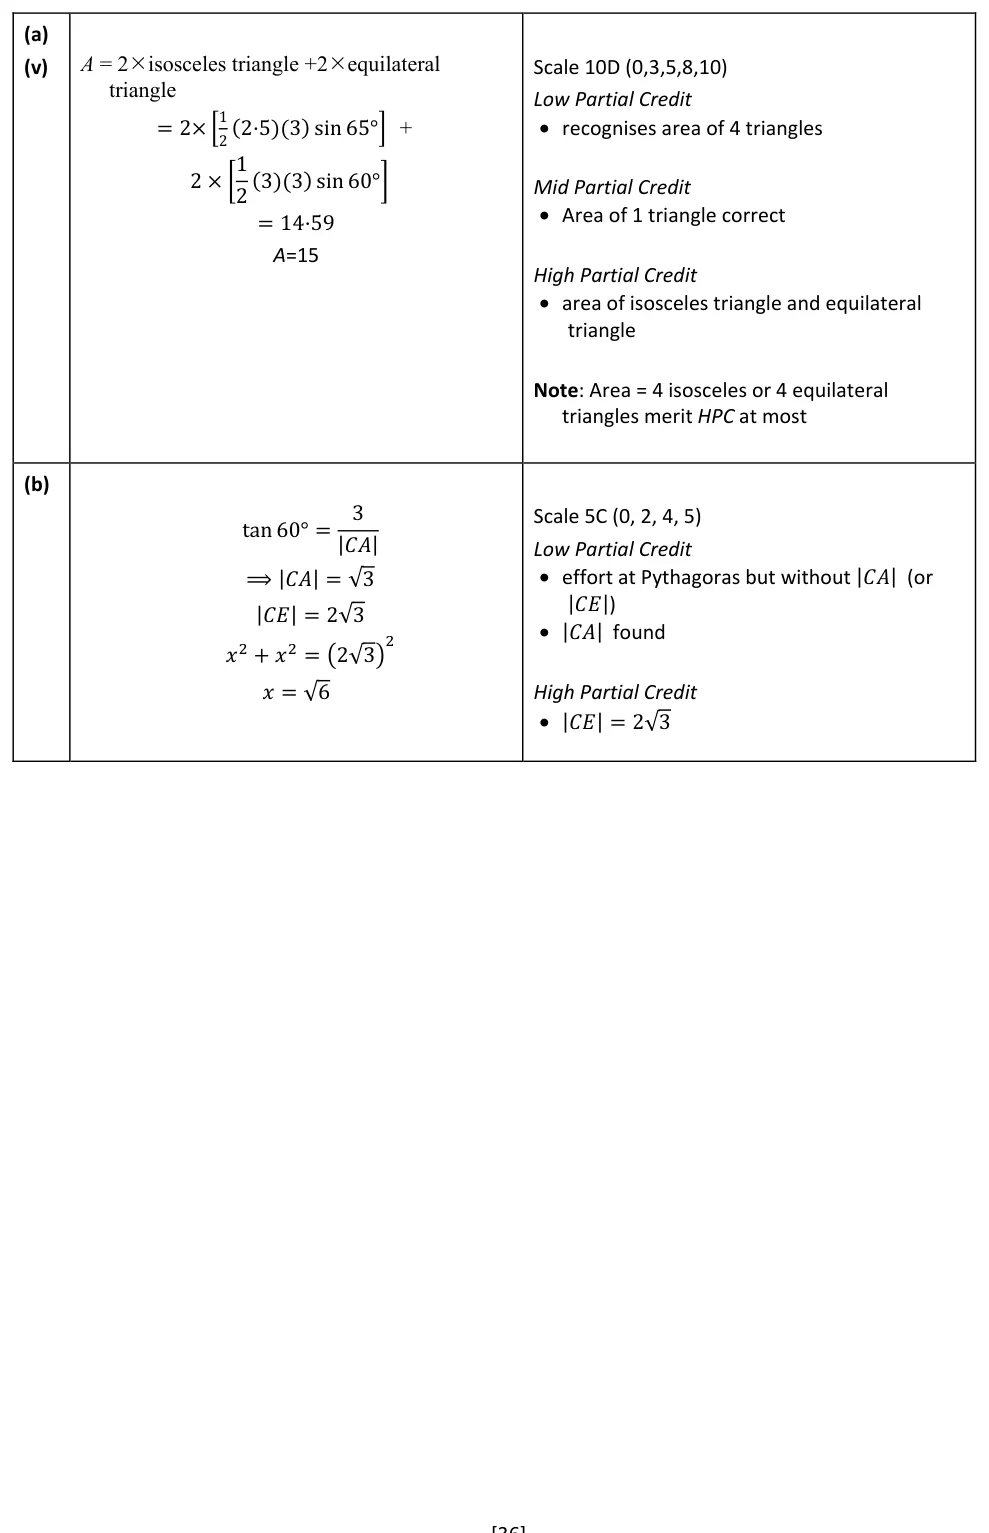 (a)
(v)
A = 2×isosceles triangle +2×equilateral
triangle
= 2× [½ (2·5)(3) sin 65°] +
2 × [1/2 (3)(3) sin 60°]
= 14·59
A=15
Scale 10D (0,3,5,8,10)
Low Partial Credit
• recognises area of 4 triangles
Mid Partial Credit
• Area of 1 triangle correct
High Partial Credit
• area of isosceles triangle and equilateral
triangle
Note: Area = 4 isosceles or 4 equilateral
triangles merit HPC at most
(b)
tan 60° = 3/|CA|
⟹ |CA| = √3
|CE| = 2√3
x² + x² = (2√3)²
x = √6
Scale 5C (0, 2, 4, 5)
Low Partial Credit
• effort at Pythagoras but without |CA| (or
|CE|)
• |CA| found
High Partial Credit
• |CE| = 2√3